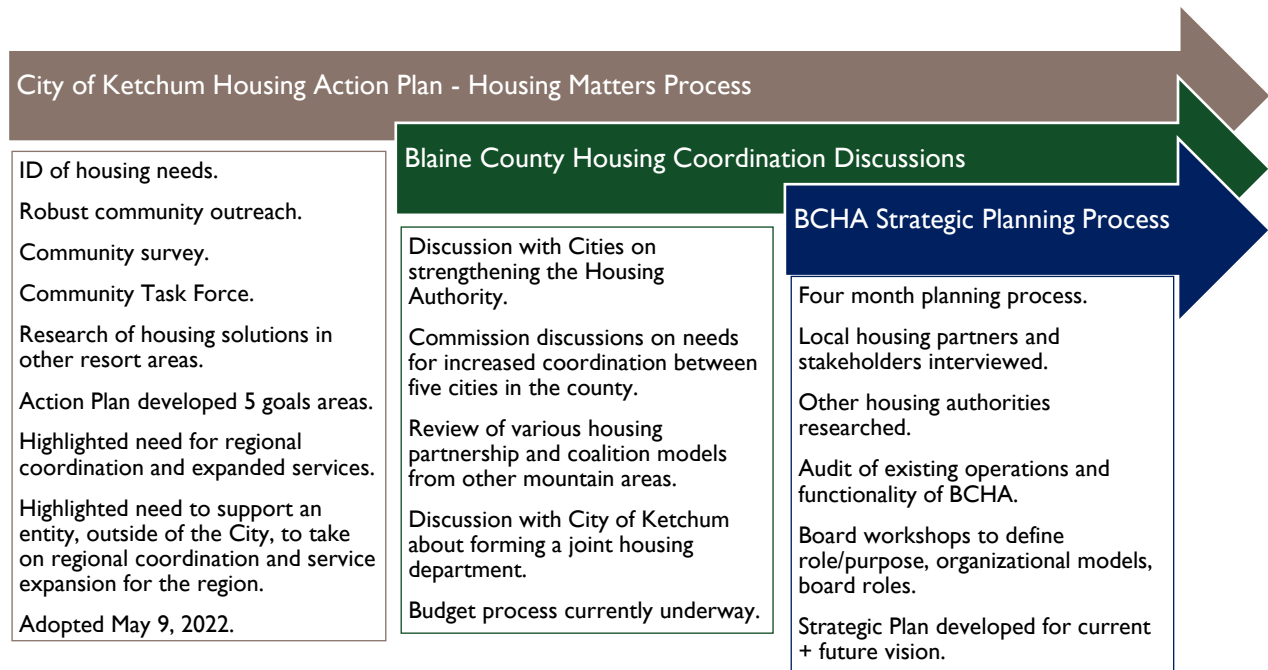 City of Ketchum Housing Action Plan - Housing Matters Process
ID of housing needs.
Robust community outreach.
Community survey.
Community Task Force.
Research of housing solutions in
other resort areas.
Action Plan developed 5 goals areas.
Highlighted need for regional
coordination and expanded services.
Highlighted need to support an
entity, outside of the City, to take
on regional coordination and service
expansion for the region.
Adopted May 9, 2022.
Blaine County Housing Coordination Discussions
Discussion with Cities on
strengthening the Housing
Authority.
Commission discussions on needs
for increased coordination between
five cities in the county.
Review of various housing
partnership and coalition models
from other mountain areas.
Discussion with City of Ketchum
about forming a joint housing
department.
Budget process currently underway.
BCHA Strategic Planning Process
Four month planning process.
Local housing partners and
stakeholders interviewed.
Other housing authorities
researched.
Audit of existing operations and
functionality of BCHA.
Board workshops to define
role/purpose, organizational models,
board roles.
Strategic Plan developed for current
+ future vision.